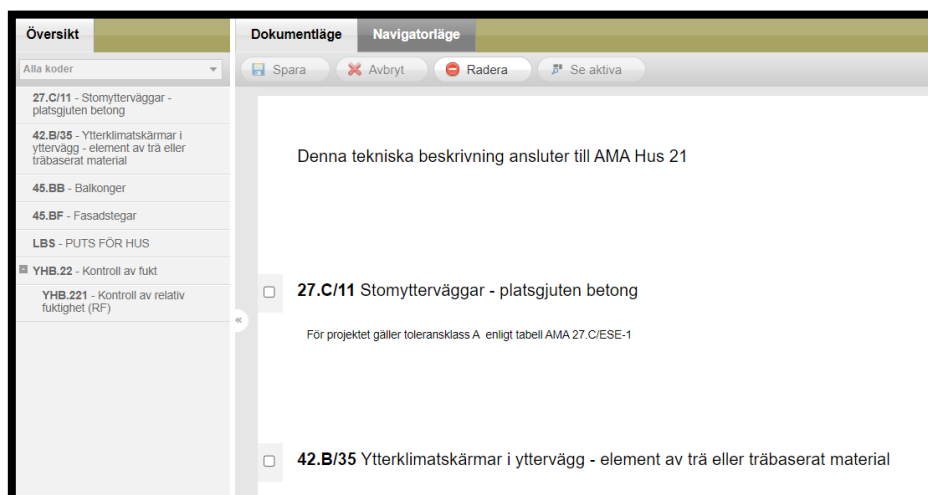 Översikt
Dokumentläge
Navigatorläge
Alla koder
Spara
Avbryt
Radera
Se aktiva
27.C/11 - Stomytterväggar -
platsgjuten betong
42.B/35 - Ytterklimatskärmar i
yttervägg - element av trä eller
träbaserat material
45.BB - Balkonger
45.BF - Fasadstegar
LBS - PUTS FÖR HUS
YHB.22 - Kontroll av fukt
YHB.221 - Kontroll av relativ
fuktighet (RF)
Denna tekniska beskrivning ansluter till AMA Hus 21
27.C/11 Stomytterväggar - platsgjuten betong
För projektet gäller toleransklass A enligt tabell AMA 27.C/ESE-1
42.B/35 Ytterklimatskärmar i yttervägg - element av trä eller träbaserat material